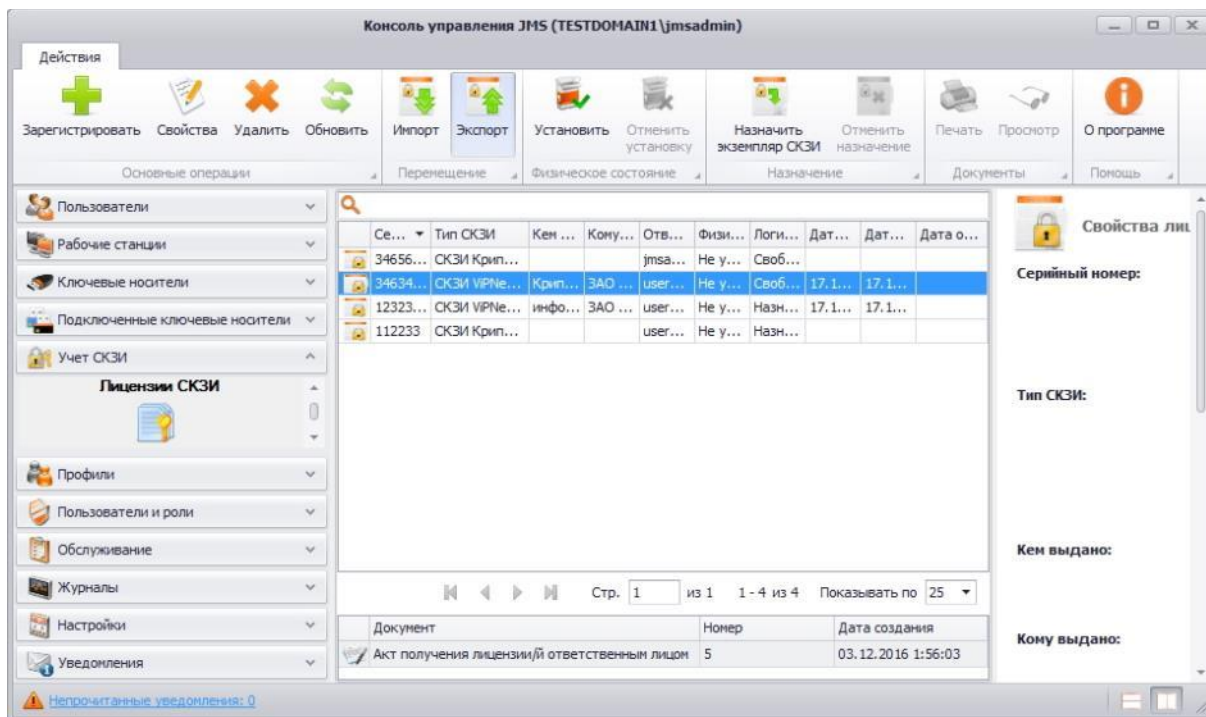 Консоль управления JMS (TESTDOMAIN1\jmsadmin)
Действия
Зарегистрировать Свойства Удалить Обновить Импорт Экспорт Установить Отменить установку Назначить экземпляр СКЗИ Отменить назначение Печать Просмотр О программе
Основные операции Перемещение Физическое состояние Назначение Документы Помощь
Пользователи
Рабочие станции
Ключевые носители
Подключенные ключевые носители
Учет СКЗИ
Лицензии СКЗИ
Профили
Пользователи и роли
Обслуживание
Журналы
Настройки
Уведомления
Се... Тип СКЗИ Кем ... Кому... Отв... Физи... Логи... Дат... Дат... Дата о...
34656... СКЗИ Крип... jmsa... Не у... Своб...
34634... СКЗИ ViPNe... Крип... ЗАО ... user... Не у... Своб... 17.1... 17.1...
12323... СКЗИ ViPNe... инфо... ЗАО ... user... Не у... Назн... 17.1... 17.1...
112233 СКЗИ Крип... user... Не у... Назн...
Стр. 1 из 1 1 - 4 из 4 Показывать по 25
Документ Номер Дата создания
Акт получения лицензии/й ответственным лицом 5 03.12.2016 1:56:03
Свойства лиц
Серийный номер:
Тип СКЗИ:
Кем выдано:
Кому выдано:
Непрочитанные уведомления: 0